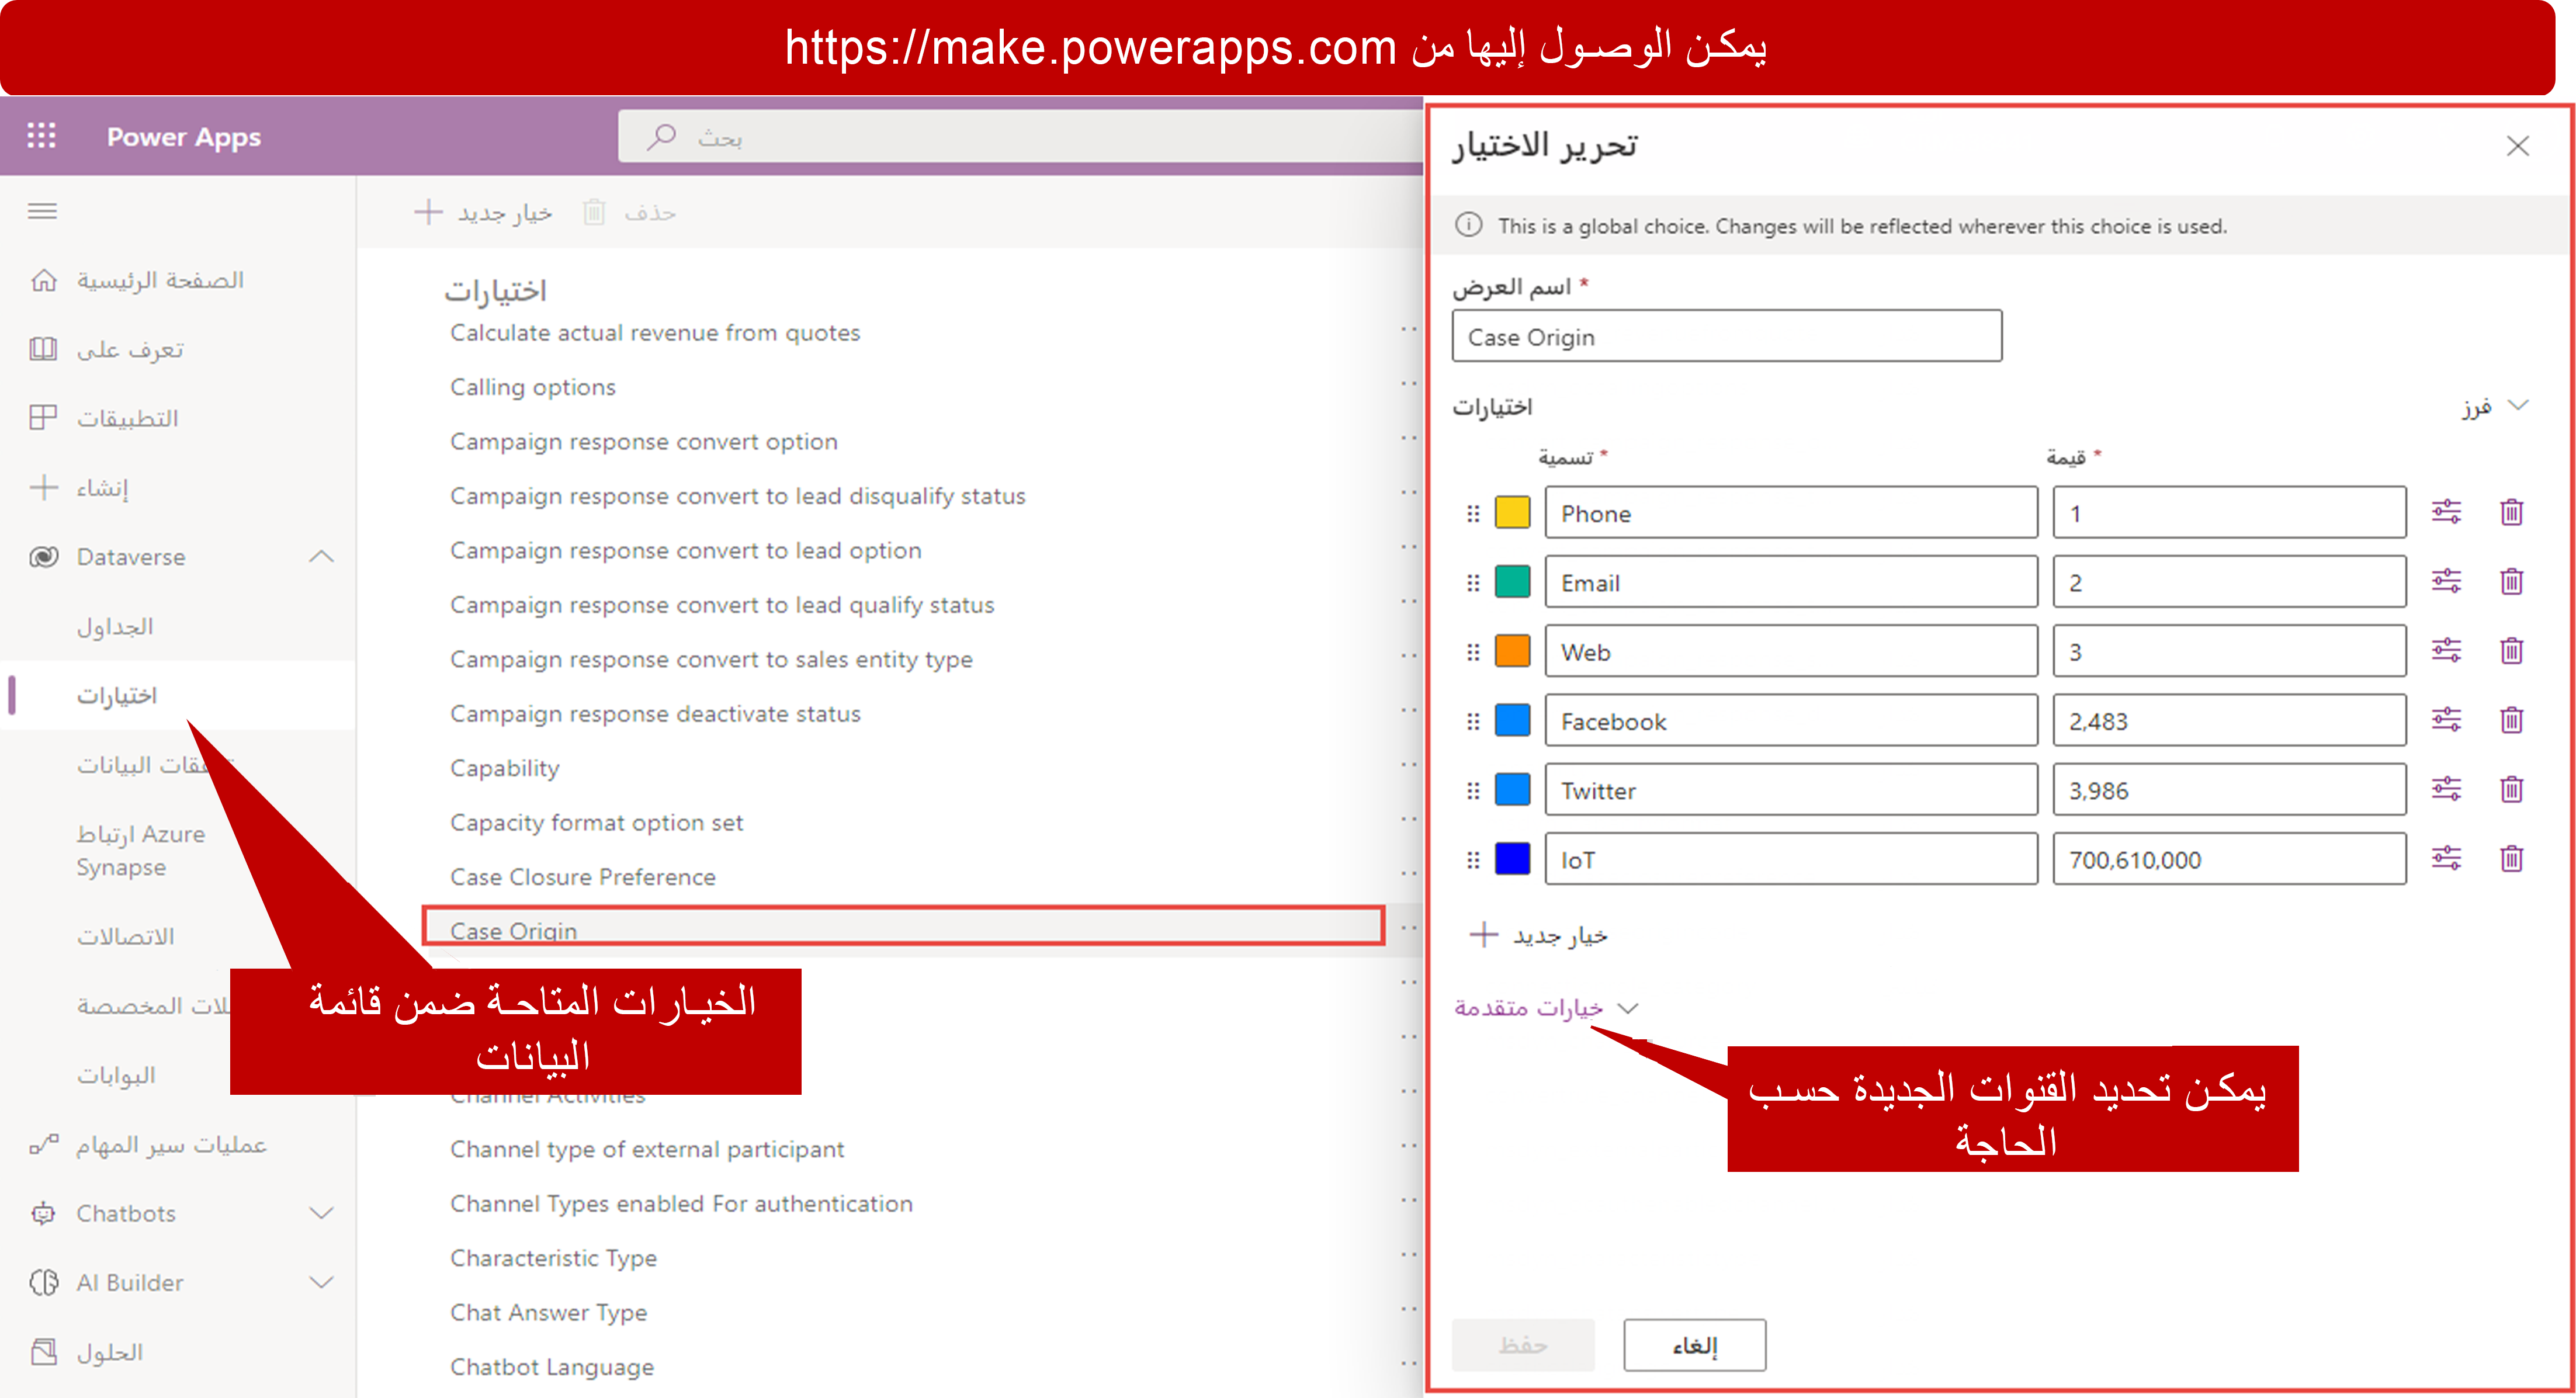 يمكن الوصول إليها من https://make.powerapps.com
Power Apps
بحث
الصفحة الرئيسية
تعرف على
التطبيقات
إنشاء
Dataverse
الجداول
اختيارات
البيانات
ارتباط Azure
Synapse
الاتصالات
المخصصة
البوابات
عمليات سير المهام
Chatbots
AI Builder
الحلول
خيار جديد
حذف
اختيارات
Calculate actual revenue from quotes
Calling options
Campaign response convert option
Campaign response convert to lead disqualify status
Campaign response convert to lead option
Campaign response convert to lead qualify status
Campaign response convert to sales entity type
Campaign response deactivate status
Capability
Capacity format option set
Case Closure Preference
Case Origin
Channel Activities
Channel type of external participant
Channel Types enabled For authentication
Characteristic Type
Chat Answer Type
Chatbot Language
الخيارات المتاحة ضمن قائمة
البيانات
تحرير الاختيار
This is a global choice. Changes will be reflected wherever this choice is used.
اسم العرض *
Case Origin
اختيارات
فرز
تسمية * قيمة *
Phone 1
Email 2
Web 3
Facebook 2,483
Twitter 3,986
IoT 700,610,000
خيار جديد
خيارات متقدمة
يمكن تحديد القنوات الجديدة حسب
الحاجة
حفظ
إلغاء